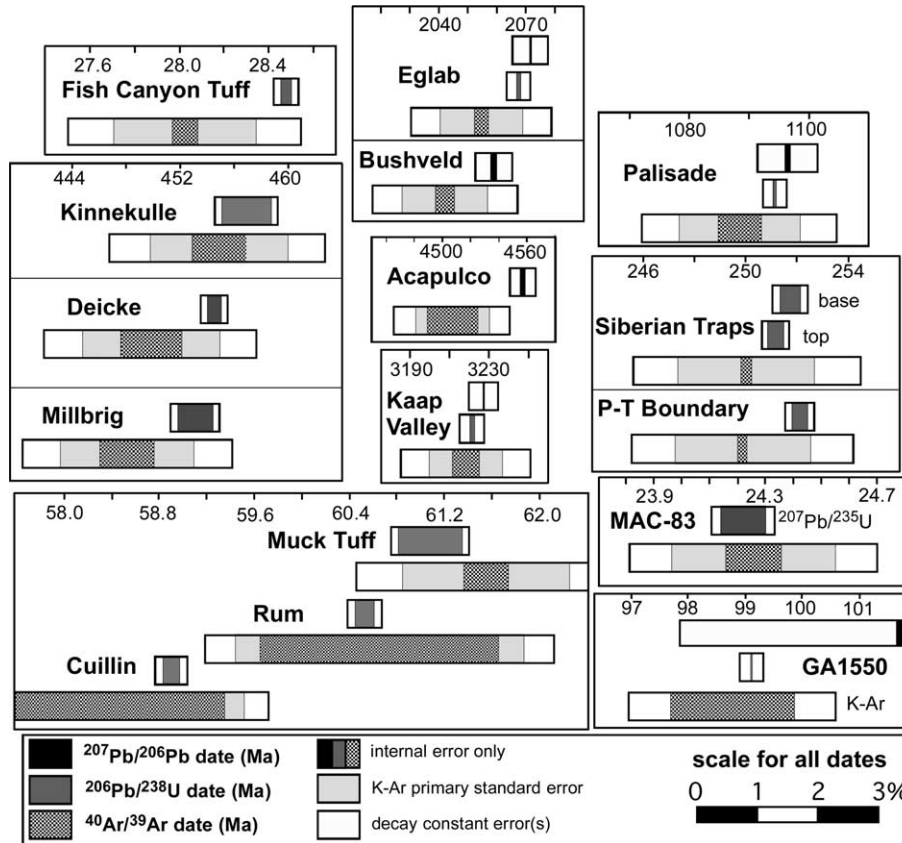 27.6 28.0 28.4
Fish Canyon Tuff
2040 2070
Eglab
Bushveld
1080 1100
Palisade
444 452 460
Kinnekulle
Deicke
Millbrig
4500 4560
Acapulco
3190 3230
Kaap
Valley
246 250 254
base
Siberian Traps
top
P-T Boundary
58.0 58.8 59.6 60.4 61.2 62.0
Muck Tuff
Rum
Cuillin
23.9 24.3 24.7
MAC-83 ²⁰⁷Pb/²³⁵U
97 98 99 100 101
GA1550
K-Ar
²⁰⁷Pb/²⁰⁶Pb date (Ma)
²⁰⁶Pb/²³⁸U date (Ma)
⁴⁰Ar/³⁹Ar date (Ma)
internal error only
K-Ar primary standard error
decay constant error(s)
scale for all dates
0 1 2 3%